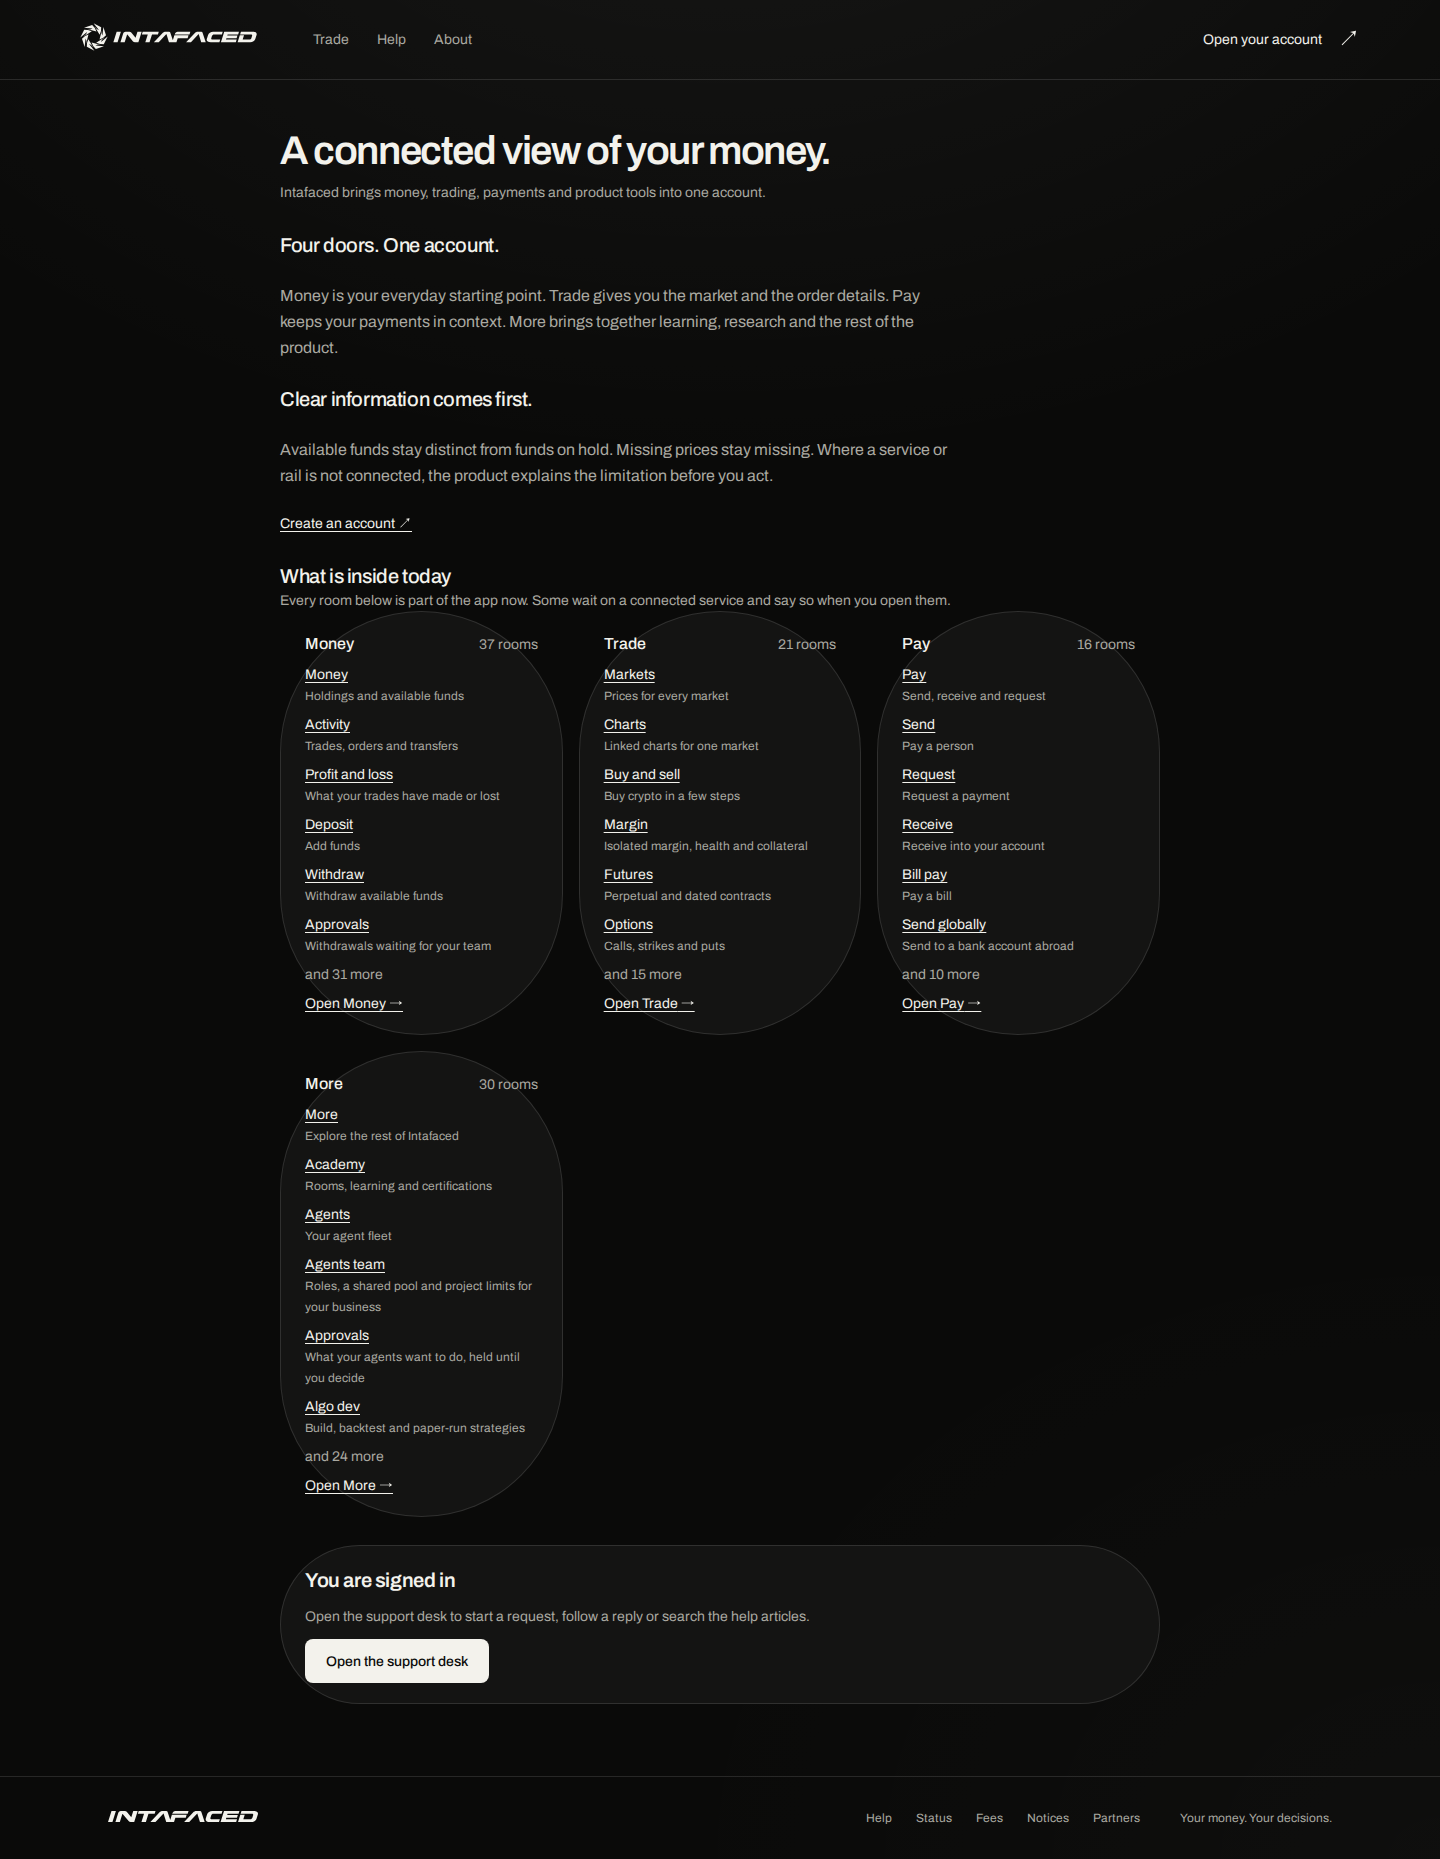 INTAFACED
Trade
Help
About
Open your account ↗
A connected view of your money.
Intafaced brings money, trading, payments and product tools into one account.
Four doors. One account.
Money is your everyday starting point. Trade gives you the market and the order details. Pay
keeps your payments in context. More brings together learning, research and the rest of the
product.
Clear information comes first.
Available funds stay distinct from funds on hold. Missing prices stay missing. Where a service or
rail is not connected, the product explains the limitation before you act.
Create an account ↗
What is inside today
Every room below is part of the app now. Some wait on a connected service and say so when you open them.
Money
37 rooms
Money
Holdings and available funds
Activity
Trades, orders and transfers
Profit and loss
What your trades have made or lost
Deposit
Add funds
Withdraw
Withdraw available funds
Approvals
Withdrawals waiting for your team
and 31 more
Open Money →
Trade
21 rooms
Markets
Prices for every market
Charts
Linked charts for one market
Buy and sell
Buy crypto in a few steps
Margin
Isolated margin, health and collateral
Futures
Perpetual and dated contracts
Options
Calls, strikes and puts
and 15 more
Open Trade →
Pay
16 rooms
Pay
Send, receive and request
Send
Pay a person
Request
Request a payment
Receive
Receive into your account
Bill pay
Pay a bill
Send globally
Send to a bank account abroad
and 10 more
Open Pay →
More
30 rooms
More
Explore the rest of Intafaced
Academy
Rooms, learning and certifications
Agents
Your agent fleet
Agents team
Roles, a shared pool and project limits for
your business
Approvals
What your agents want to do, held until
you decide
Algo dev
Build, backtest and paper-run strategies
and 24 more
Open More →
You are signed in
Open the support desk to start a request, follow a reply or search the help articles.
Open the support desk
INTAFACED
Help
Status
Fees
Notices
Partners
Your money. Your decisions.